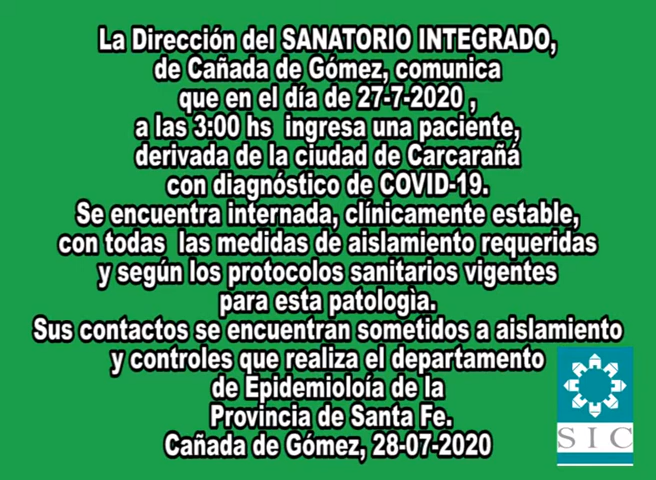 La Dirección del SANATORIO INTEGRADO,
de Cañada de Gómez, comunica
que en el día de 27-7-2020 ,
a las 3:00 hs ingresa una paciente,
derivada de la ciudad de Carcarañá
con diagnóstico de COVID-19.
Se encuentra internada, clínicamente estable,
con todas las medidas de aislamiento requeridas
y según los protocolos sanitarios vigentes
para esta patologìa.
Sus contactos se encuentran sometidos a aislamiento
y controles que realiza el departamento
de Epidemioloía de la
Provincia de Santa Fe.
Cañada de Gómez, 28-07-2020
SIC